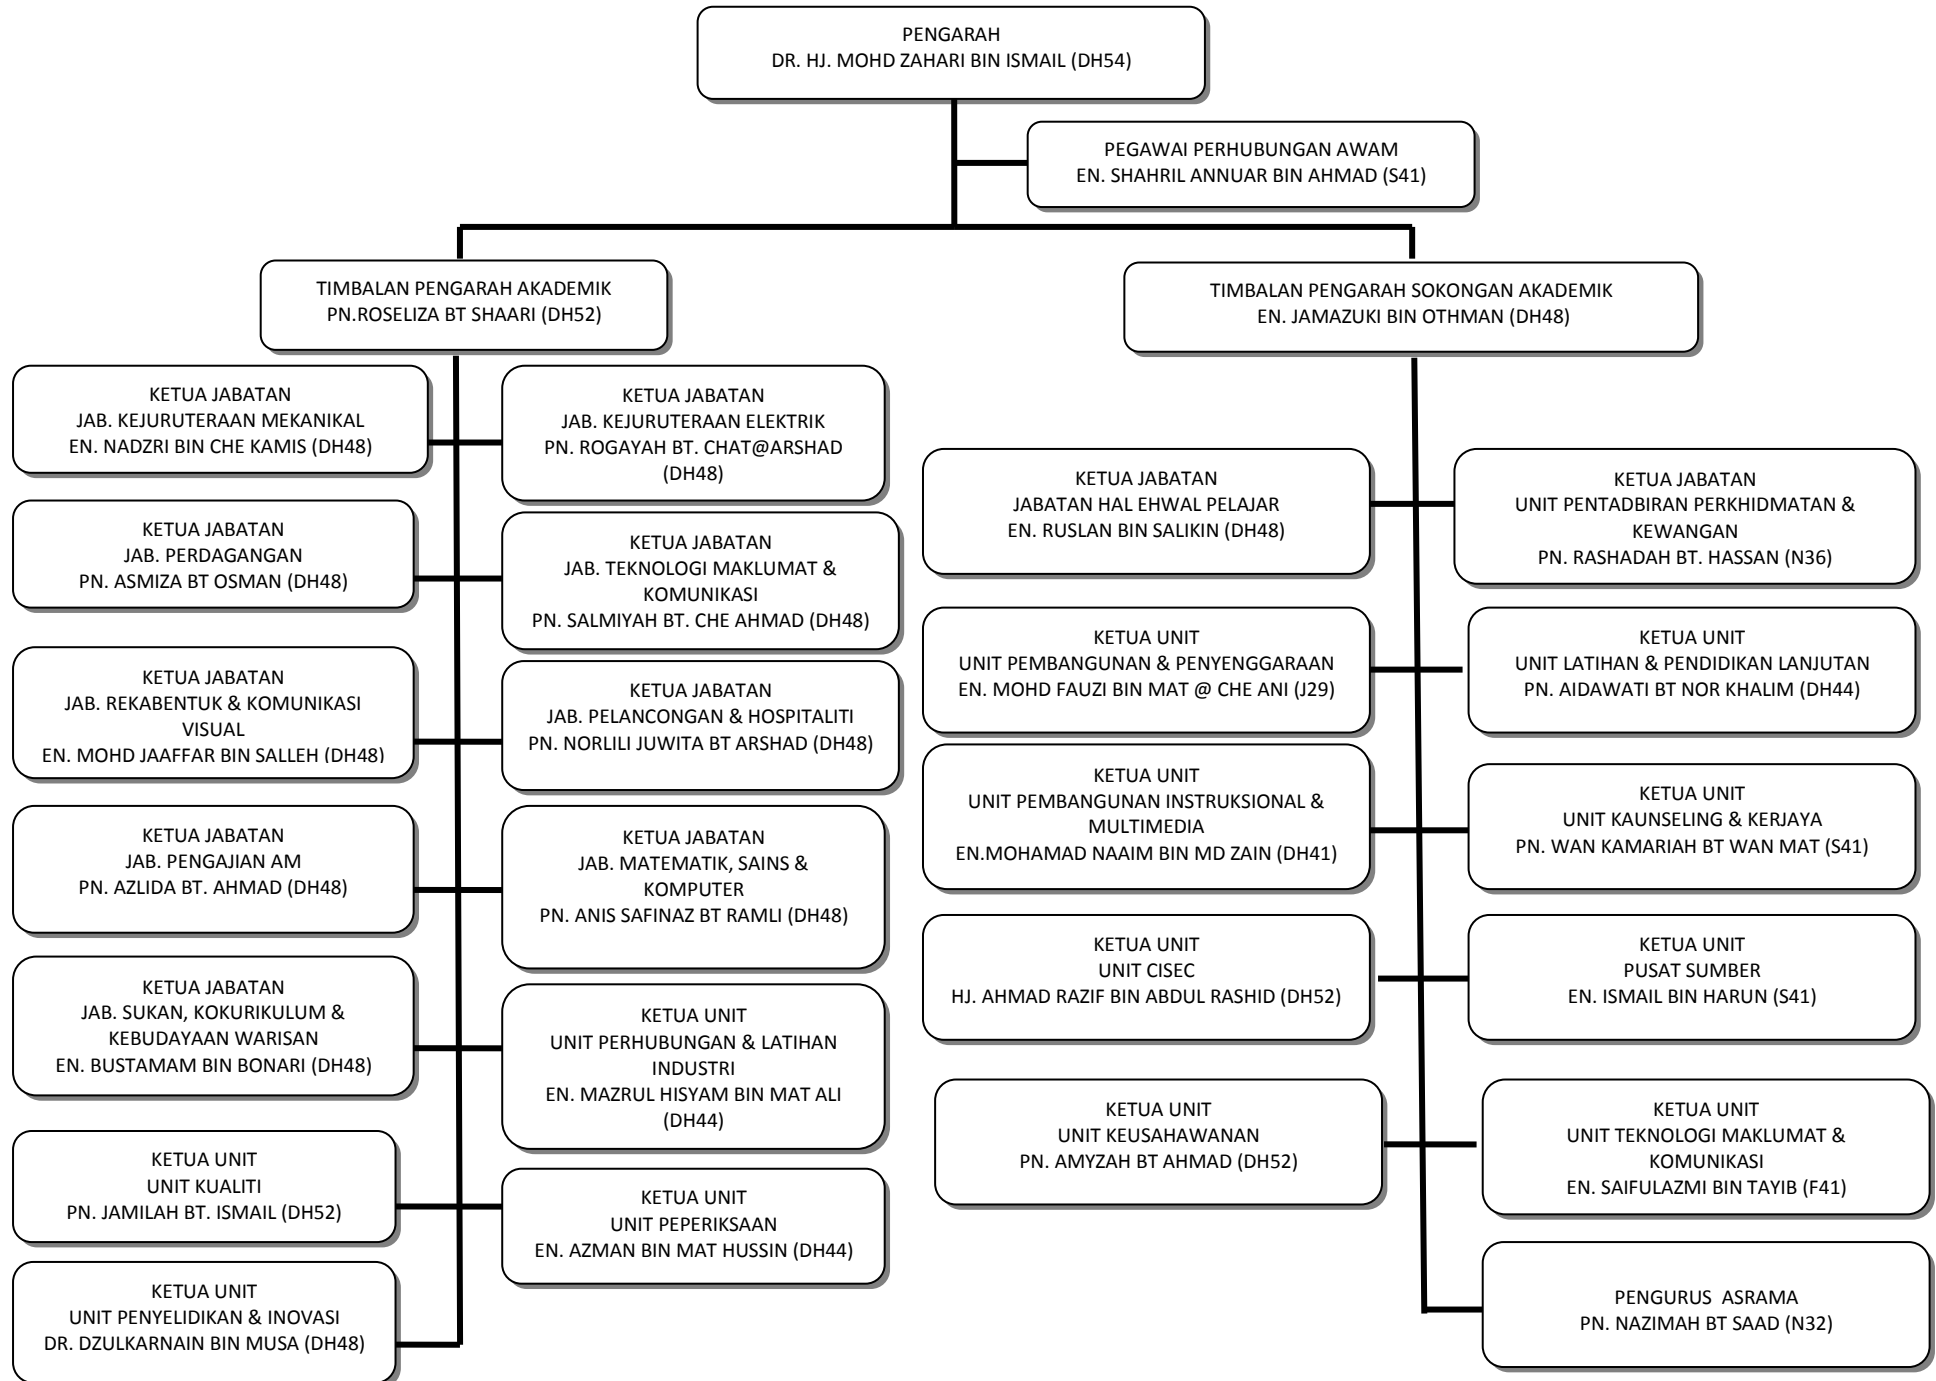 PENGARAH
DR. HJ. MOHD ZAHARI BIN ISMAIL (DH54)
PEGAWAI PERHUBUNGAN AWAM
EN. SHAHRIL ANNUAR BIN AHMAD (S41)
TIMBALAN PENGARAH AKADEMIK
PN.ROSELIZA BT SHAARI (DH52)
TIMBALAN PENGARAH SOKONGAN AKADEMIK
EN. JAMAZUKI BIN OTHMAN (DH48)
KETUA JABATAN
JAB. KEJURUTERAAN MEKANIKAL
EN. NADZRI BIN CHE KAMIS (DH48)
KETUA JABATAN
JAB. KEJURUTERAAN ELEKTRIK
PN. ROGAYAH BT. CHAT@ARSHAD
(DH48)
KETUA JABATAN
JAB. PERDAGANGAN
PN. ASMIZA BT OSMAN (DH48)
KETUA JABATAN
JAB. TEKNOLOGI MAKLUMAT &
KOMUNIKASI
PN. SALMIYAH BT. CHE AHMAD (DH48)
KETUA JABATAN
JAB. REKABENTUK & KOMUNIKASI
VISUAL
EN. MOHD JAAFFAR BIN SALLEH (DH48)
KETUA JABATAN
JAB. PELANCONGAN & HOSPITALITI
PN. NORLILI JUWITA BT ARSHAD (DH48)
KETUA JABATAN
JAB. PENGAJIAN AM
PN. AZLIDA BT. AHMAD (DH48)
KETUA JABATAN
JAB. MATEMATIK, SAINS &
KOMPUTER
PN. ANIS SAFINAZ BT RAMLI (DH48)
KETUA JABATAN
JAB. SUKAN, KOKURIKULUM &
KEBUDAYAAN WARISAN
EN. BUSTAMAM BIN BONARI (DH48)
KETUA UNIT
UNIT PERHUBUNGAN & LATIHAN
INDUSTRI
EN. MAZRUL HISYAM BIN MAT ALI
(DH44)
KETUA UNIT
UNIT KUALITI
PN. JAMILAH BT. ISMAIL (DH52)
KETUA UNIT
UNIT PEPERIKSAAN
EN. AZMAN BIN MAT HUSSIN (DH44)
KETUA UNIT
UNIT PENYELIDIKAN & INOVASI
DR. DZULKARNAIN BIN MUSA (DH48)
KETUA JABATAN
JABATAN HAL EHWAL PELAJAR
EN. RUSLAN BIN SALIKIN (DH48)
KETUA JABATAN
UNIT PENTADBIRAN PERKHIDMATAN &
KEWANGAN
PN. RASHADAH BT. HASSAN (N36)
KETUA UNIT
UNIT PEMBANGUNAN & PENYENGGARAAN
EN. MOHD FAUZI BIN MAT @ CHE ANI (J29)
KETUA UNIT
UNIT LATIHAN & PENDIDIKAN LANJUTAN
PN. AIDAWATI BT NOR KHALIM (DH44)
KETUA UNIT
UNIT PEMBANGUNAN INSTRUKSIONAL &
MULTIMEDIA
EN.MOHAMAD NAAIM BIN MD ZAIN (DH41)
KETUA UNIT
UNIT KAUNSELING & KERJAYA
PN. WAN KAMARIAH BT WAN MAT (S41)
KETUA UNIT
UNIT CISEC
HJ. AHMAD RAZIF BIN ABDUL RASHID (DH52)
KETUA UNIT
PUSAT SUMBER
EN. ISMAIL BIN HARUN (S41)
KETUA UNIT
UNIT KEUSAHAWANAN
PN. AMYZAH BT AHMAD (DH52)
KETUA UNIT
UNIT TEKNOLOGI MAKLUMAT &
KOMUNIKASI
EN. SAIFULAZMI BIN TAYIB (F41)
PENGURUS ASRAMA
PN. NAZIMAH BT SAAD (N32)